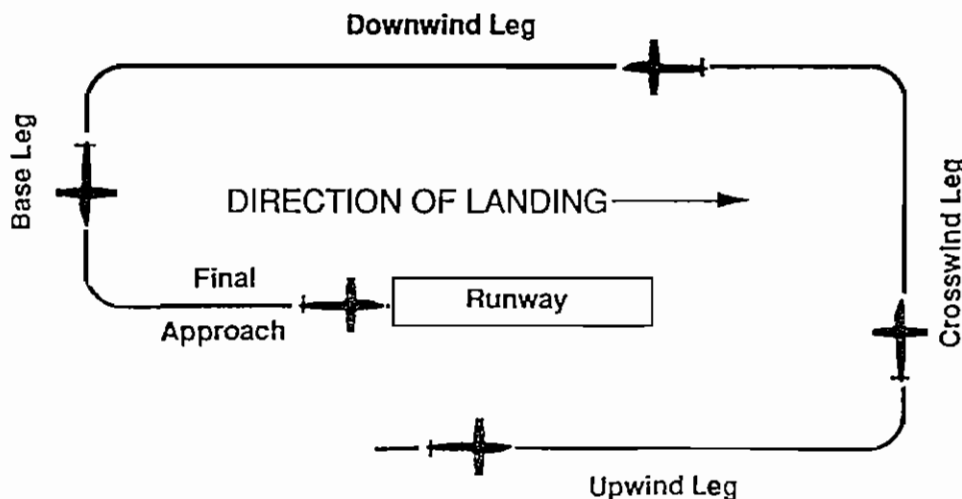 Downwind Leg
Base Leg
DIRECTION OF LANDING
Crosswind Leg
Final
Approach
Runway
Upwind Leg